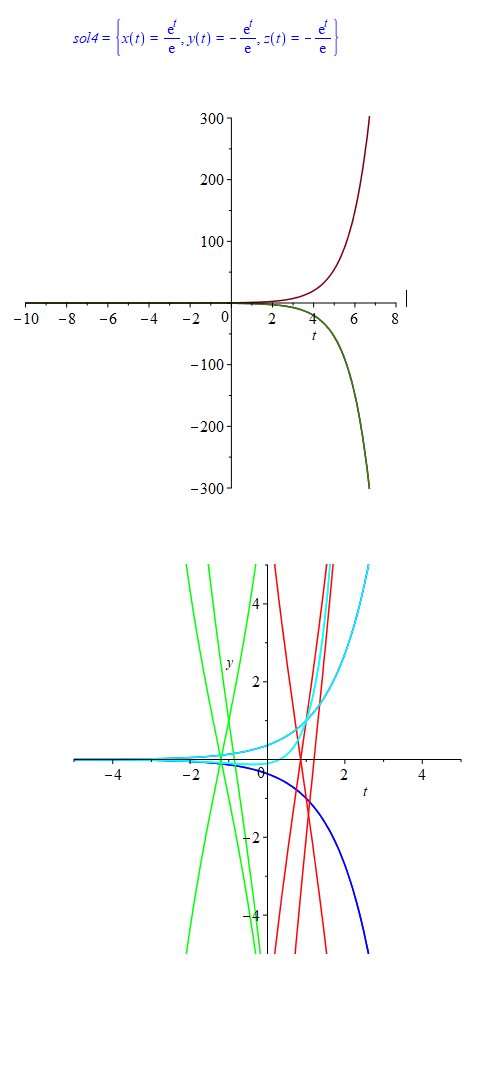 sol4 = {x(t) = e^t/e, y(t) = −e^t/e, z(t) = −e^t/e}
300
200
100
−10 −8 −6 −4 −2 0 2 4 6 8
t
−100
−200
−300
4
y
2
−4 −2 0 2 4
t
−2
−4